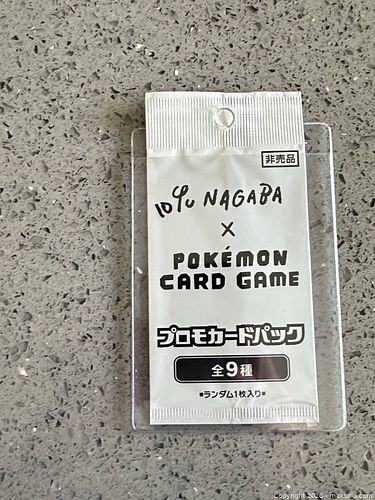 非売品
Yu NAGABA
×
POKÉMON
CARD GAME
プロモカードパック
全9種
■ランダム1枚入り■